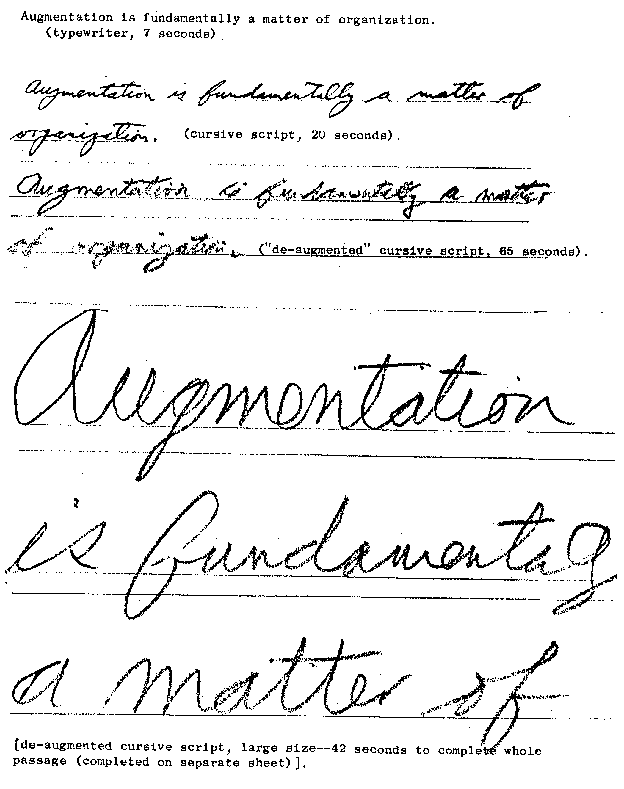 Augmentation is fundamentally a matter of organization.
(typewriter, 7 seconds)
Augmentation is fundamentally a matter of
organization. (cursive script, 20 seconds).
Augmentation is fundamentally a matter
of organization. ("de-augmented" cursive script, 65 seconds).
Augmentation
is fundamentally
a matter of
[de-augmented cursive script, large size--42 seconds to complete whole
passage (completed on separate sheet)].